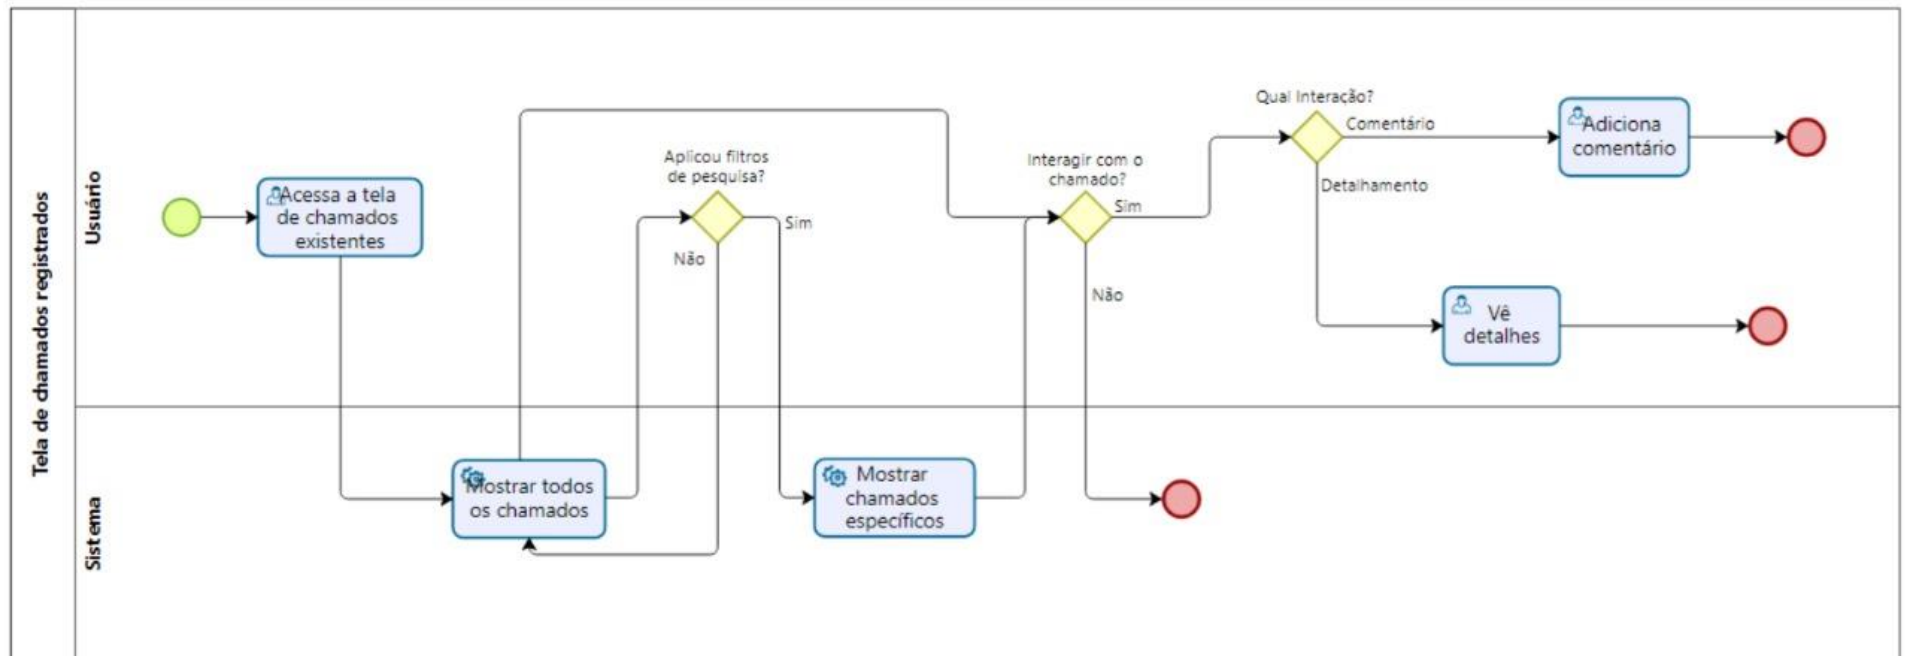 Tela de chamados registrados
Usuário
Sistema
Acessa a tela
de chamados
existentes
Mostrar todos
os chamados
Aplicou filtros
de pesquisa?
Sim
Não
Mostrar
chamados
específicos
Interagir com o
chamado?
Sim
Não
Qual Interação?
Comentário
Detalhamento
Adiciona
comentário
Vê
detalhes